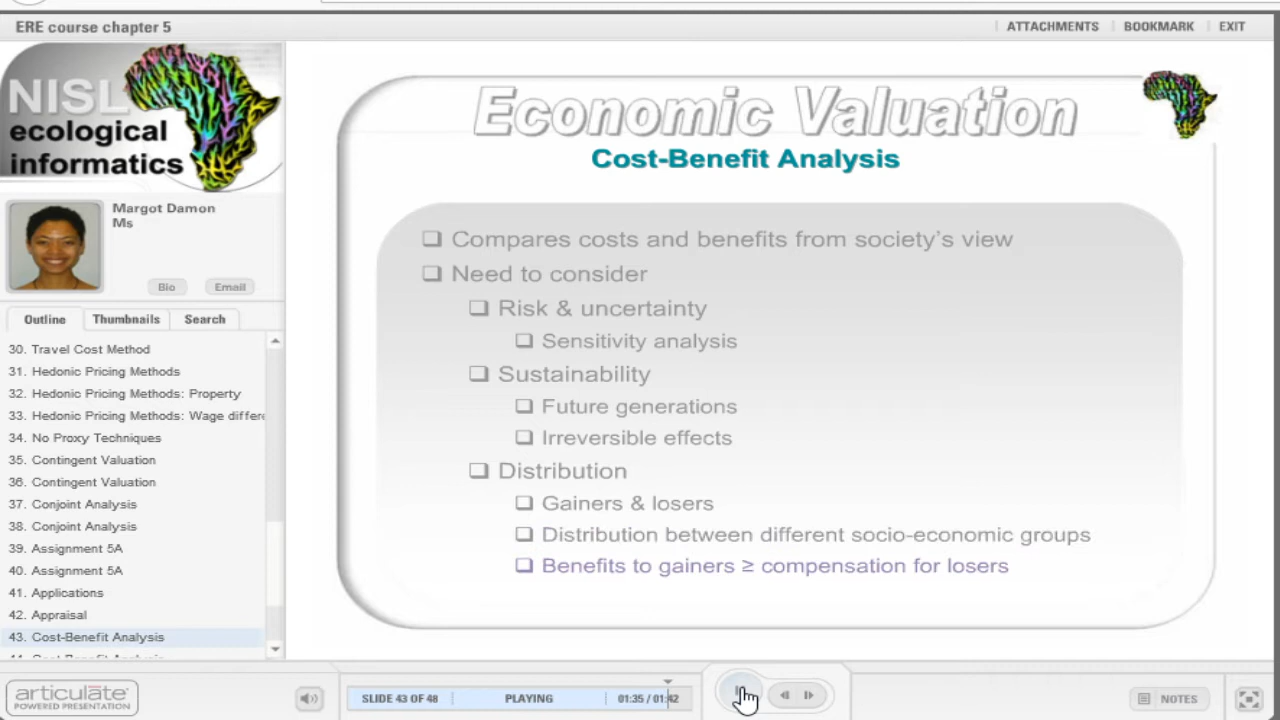 ERE course chapter 5
ATTACHMENTS
BOOKMARK
EXIT
NISL
ecological
informatics
Margot Damon
Ms
Bio
Email
Outline
Thumbnails
Search
30. Travel Cost Method
31. Hedonic Pricing Methods
32. Hedonic Pricing Methods: Property
33. Hedonic Pricing Methods: Wage differe
34. No Proxy Techniques
35. Contingent Valuation
36. Contingent Valuation
37. Conjoint Analysis
38. Conjoint Analysis
39. Assignment 5A
40. Assignment 5A
41. Applications
42. Appraisal
43. Cost-Benefit Analysis
Economic Valuation
Cost-Benefit Analysis
Compares costs and benefits from society's view
Need to consider
Risk & uncertainty
Sensitivity analysis
Sustainability
Future generations
Irreversible effects
Distribution
Gainers & losers
Distribution between different socio-economic groups
Benefits to gainers ≥ compensation for losers
articulate
POWERED PRESENTATION
SLIDE 43 OF 48
PLAYING
01:35 / 01:42
NOTES